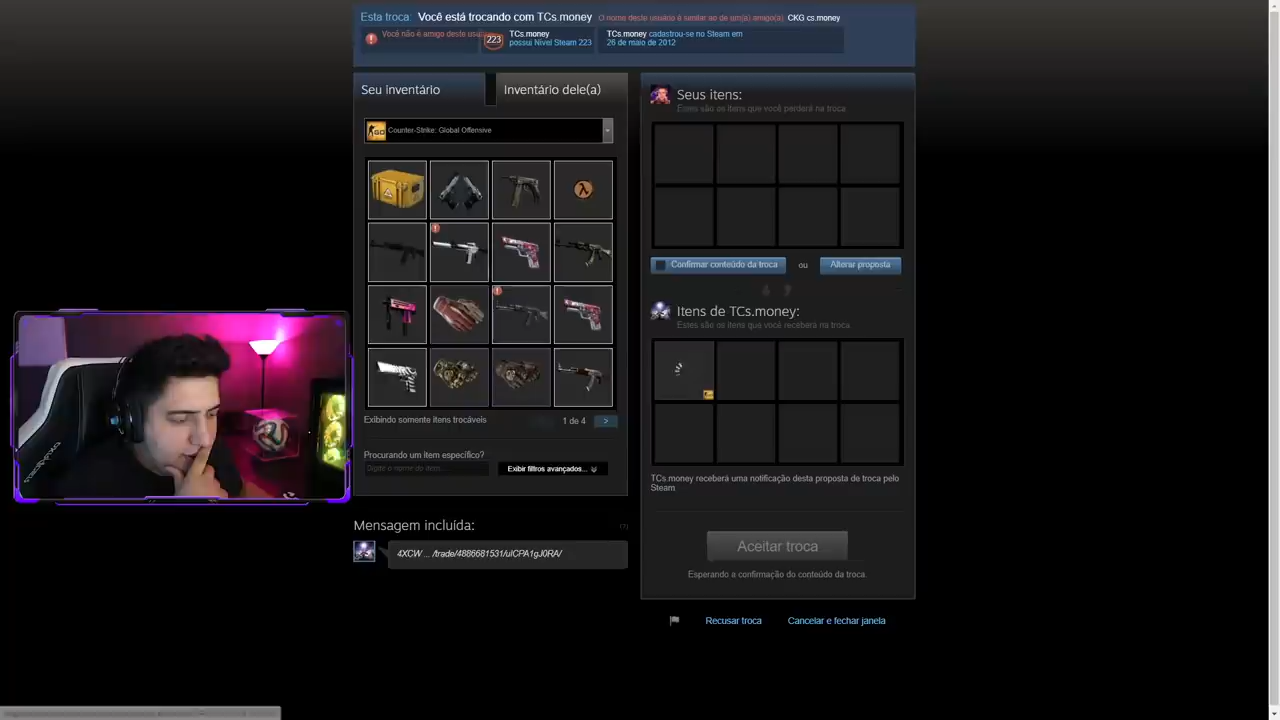 Esta troca: Você está trocando com TCs.money O nome deste usuário é similar ao de um(a) amigo(a) CKG cs.money
Você não é amigo deste
223
TCs.money
possui Nível Steam 223
TCs.money cadastrou-se no Steam em
26 de maio de 2012
Seu inventário
Inventário dele(a)
Counter-Strike: Global Offensive
Exibindo somente itens trocáveis
1 de 4
>
Procurando um item específico?
Digite o nome do item...
Exibir filtros avançados...
Mensagem incluída:
4XCW ... /trade/4886681531/
Seus itens:
Estes são os itens que você perderá na troca
Confirmar conteúdo da troca
ou
Alterar proposta
Itens de TCs.money:
Estes são os itens que você receberá na troca
TCs.money receberá uma notificação desta proposta de troca pelo
Steam
Aceitar troca
Esperando a confirmação do conteúdo da troca.
Recusar troca
Cancelar e fechar janela